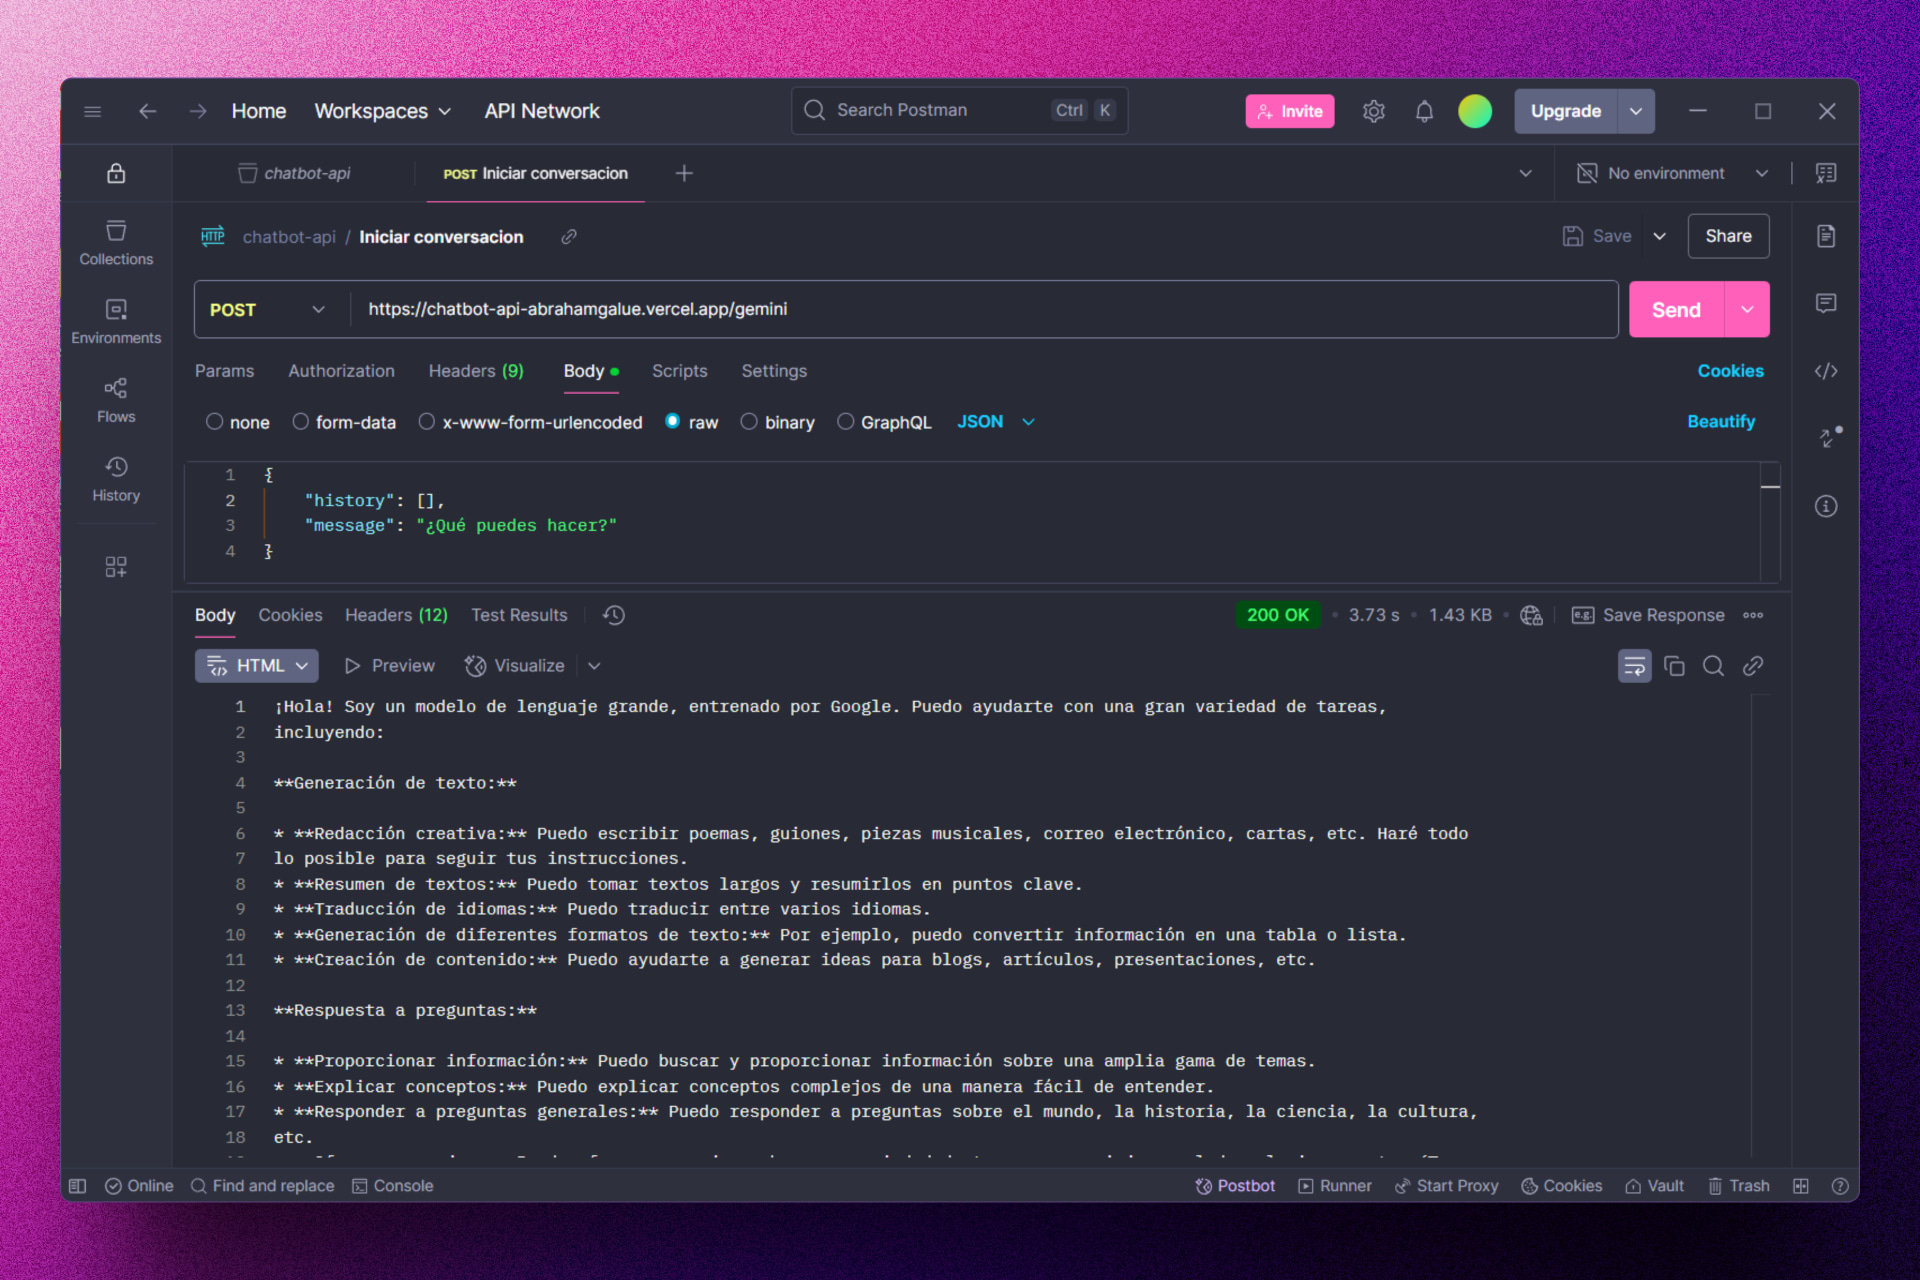 Home Workspaces API Network Search Postman Ctrl K Invite Upgrade
chatbot-api POST Iniciar conversacion No environment
HTTP chatbot-api / Iniciar conversacion Save Share
Collections
Environments
Flows
History
POST https://chatbot-api-abrahamgalue.vercel.app/gemini Send
Params Authorization Headers (9) Body Scripts Settings Cookies
none form-data x-www-form-urlencoded raw binary GraphQL JSON Beautify
1 {
2 "history": [],
3 "message": "¿Qué puedes hacer?"
4 }
Body Cookies Headers (12) Test Results 200 OK • 3.73 s • 1.43 KB • e.g. Save Response
HTML Preview Visualize
1 ¡Hola! Soy un modelo de lenguaje grande, entrenado por Google. Puedo ayudarte con una gran variedad de tareas,
2 incluyendo:
3
4 **Generación de texto:**
5
6 * **Redacción creativa:** Puedo escribir poemas, guiones, piezas musicales, correo electrónico, cartas, etc. Haré todo
7 lo posible para seguir tus instrucciones.
8 * **Resumen de textos:** Puedo tomar textos largos y resumirlos en puntos clave.
9 * **Traducción de idiomas:** Puedo traducir entre varios idiomas.
10 * **Generación de diferentes formatos de texto:** Por ejemplo, puedo convertir información en una tabla o lista.
11 * **Creación de contenido:** Puedo ayudarte a generar ideas para blogs, artículos, presentaciones, etc.
12
13 **Respuesta a preguntas:**
14
15 * **Proporcionar información:** Puedo buscar y proporcionar información sobre una amplia gama de temas.
16 * **Explicar conceptos:** Puedo explicar conceptos complejos de una manera fácil de entender.
17 * **Responder a preguntas generales:** Puedo responder a preguntas sobre el mundo, la historia, la ciencia, la cultura,
18 etc.
Online Find and replace Console Postbot Runner Start Proxy Cookies Vault Trash